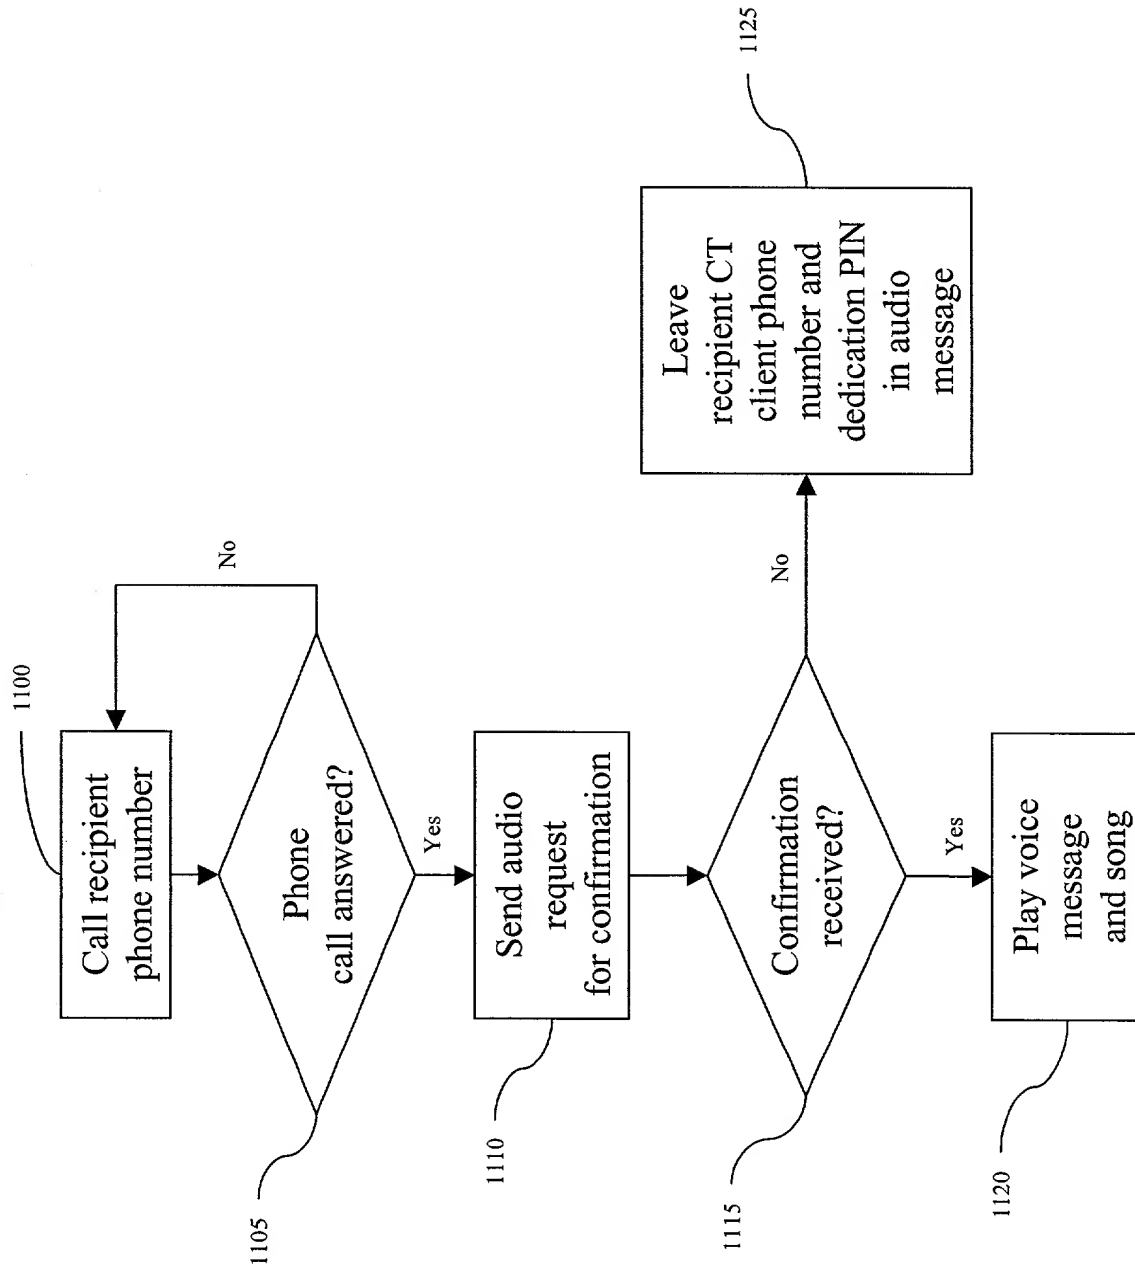 1100
Call recipient
phone number
No
1105
Phone
call answered?
Yes
1110
Send audio
request
for confirmation
1115
Confirmation
received?
No
1125
Leave
recipient CT
client phone
number and
dedication PIN
in audio
message
Yes
1120
Play voice
message
and song